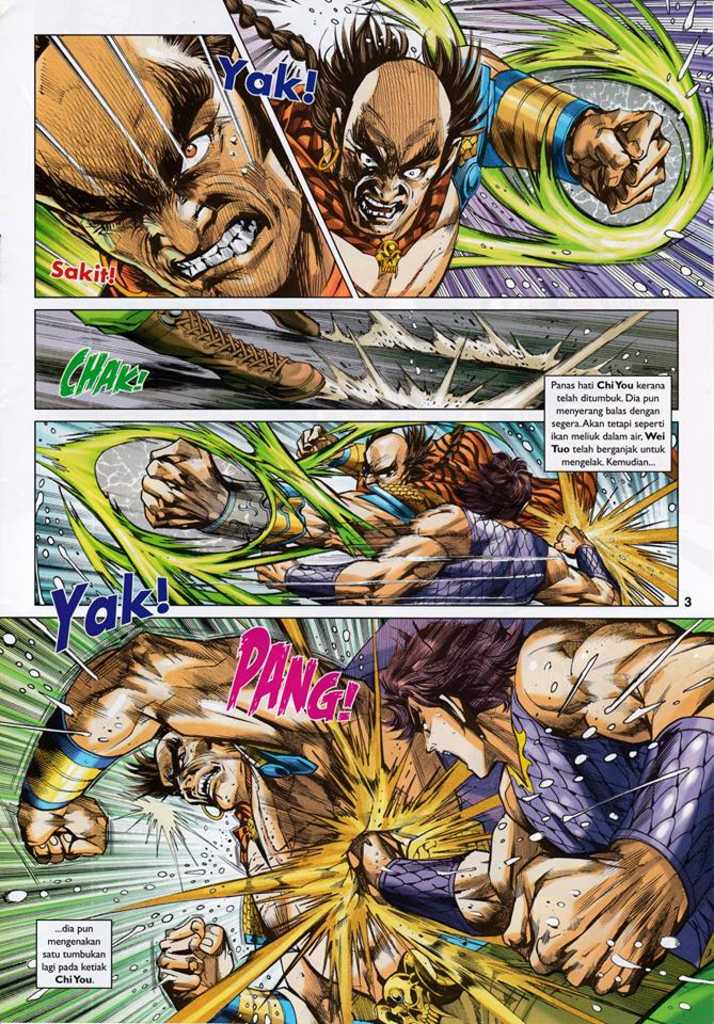 Yak!
Sakit!
CHAK!
Panas hati Chi You kerana
telah ditumbuk. Dia pun
menyerang balas dengan
segera. Akan tetapi seperti
ikan meliuk dalam air, Wei
Tuo telah berganjak untuk
mengelak. Kemudian...
3
Yak!
PANG!
...dia pun
mengenakan
satu tumbukan
lagi pada ketiak
Chi You.